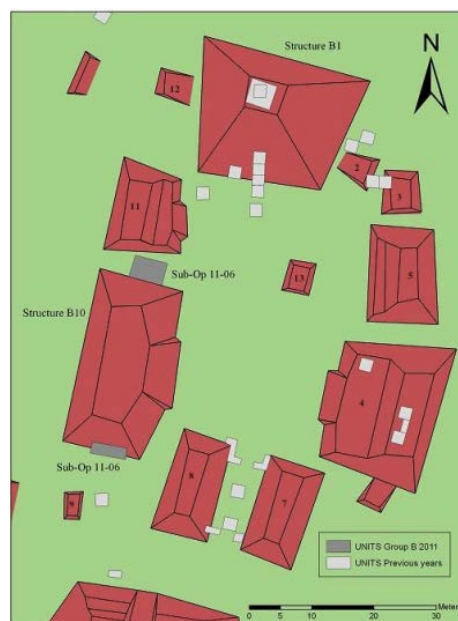 Structure B1
N
12
2
3
11
5
Sub-Op 11-06
13
Structure B10
4
Sub-Op 11-06
8
7
9
UNITS Group B 2011
UNITS Previous years
Meter
0 5 10 20 30